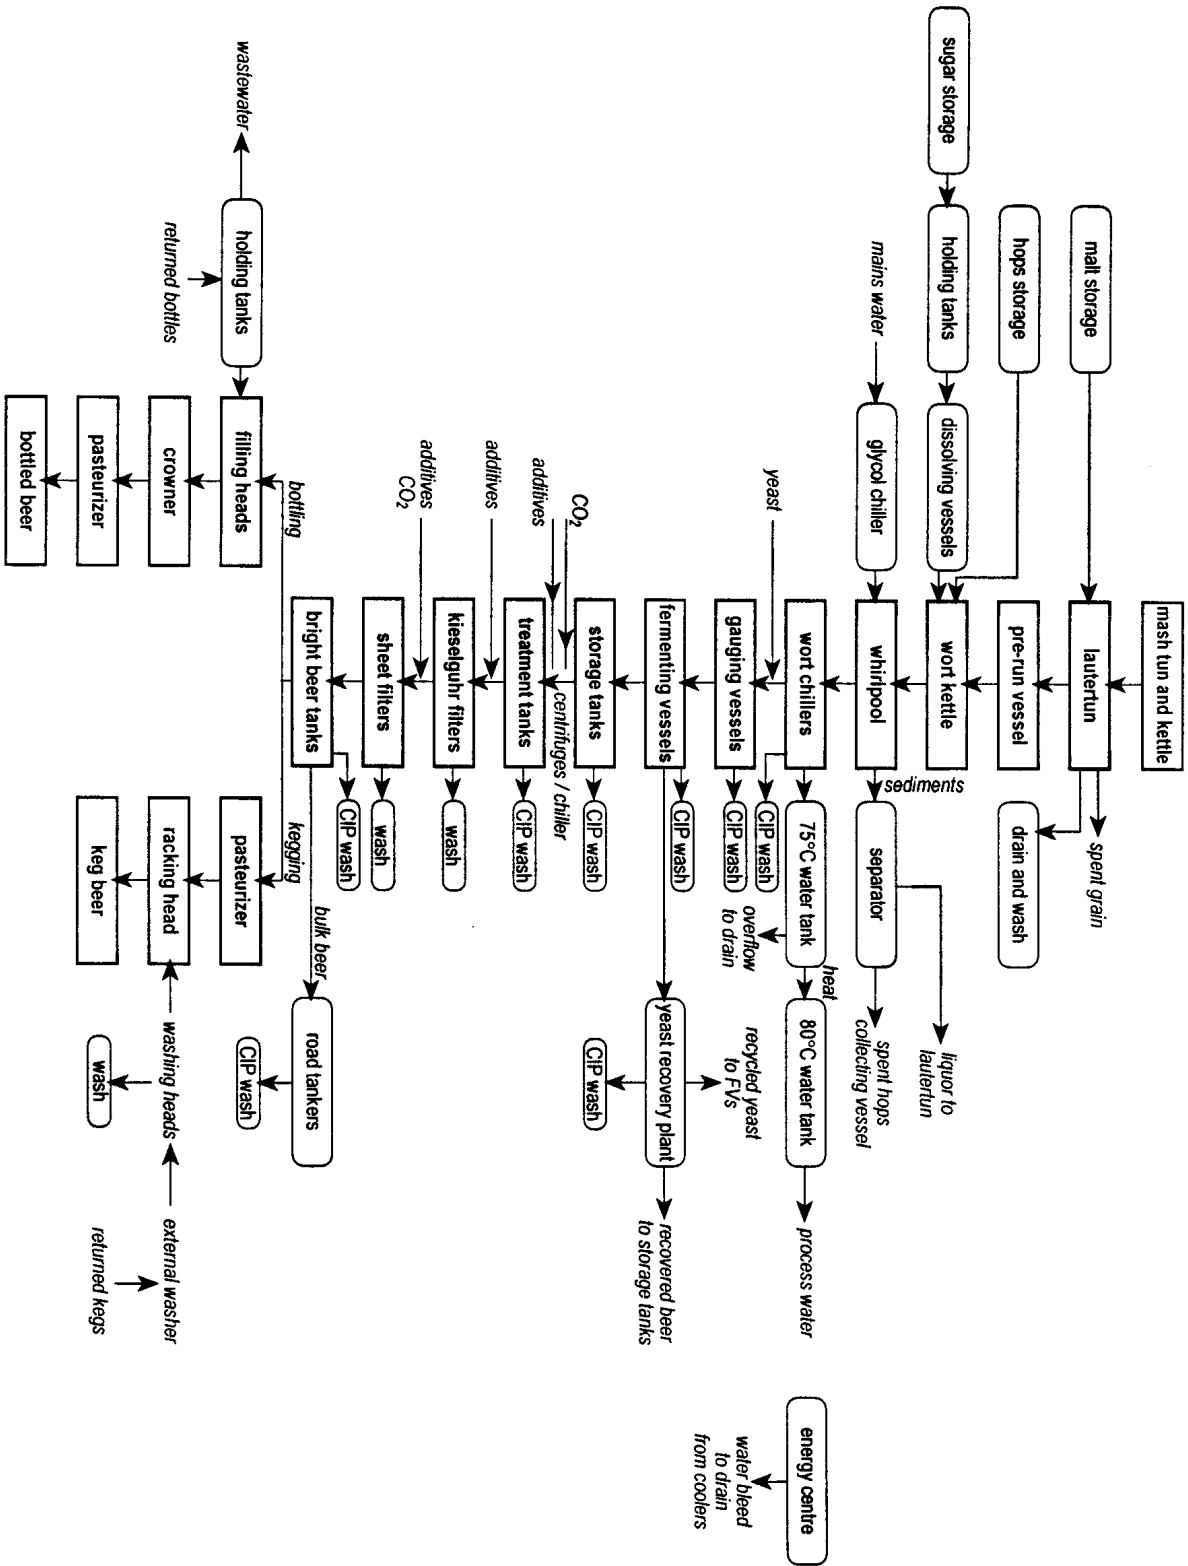 mash tun and kettle
malt storage
lautertun
spent grain
drain and wash
hops storage
pre-run vessel
sugar storage
holding tanks
dissolving vessels
wort kettle
liquor to
lautertun
mains water
glycol chiller
whirlpool
sediments
separator
spent hops
collecting vessel
wort chillers
75°C water tank
heat
80°C water tank
process water
energy centre
CIP wash
overflow
to drain
water bleed
to drain
from coolers
yeast
gauging vessels
CIP wash
recycled yeast
to FVs
fermenting vessels
CIP wash
yeast recovery plant
recovered beer
to storage tanks
CO2
storage tanks
CIP wash
CIP wash
additives
centrifuges / chiller
treatment tanks
CIP wash
additives
kieselguhr filters
wash
additives
CO2
sheet filters
wash
bright beer tanks
CIP wash
bulk beer
road tankers
CIP wash
bottling
kegging
wastewater
holding tanks
filling heads
pasteurizer
returned bottles
crowner
racking head
washing heads
external washer
pasteurizer
keg beer
wash
returned kegs
bottled beer